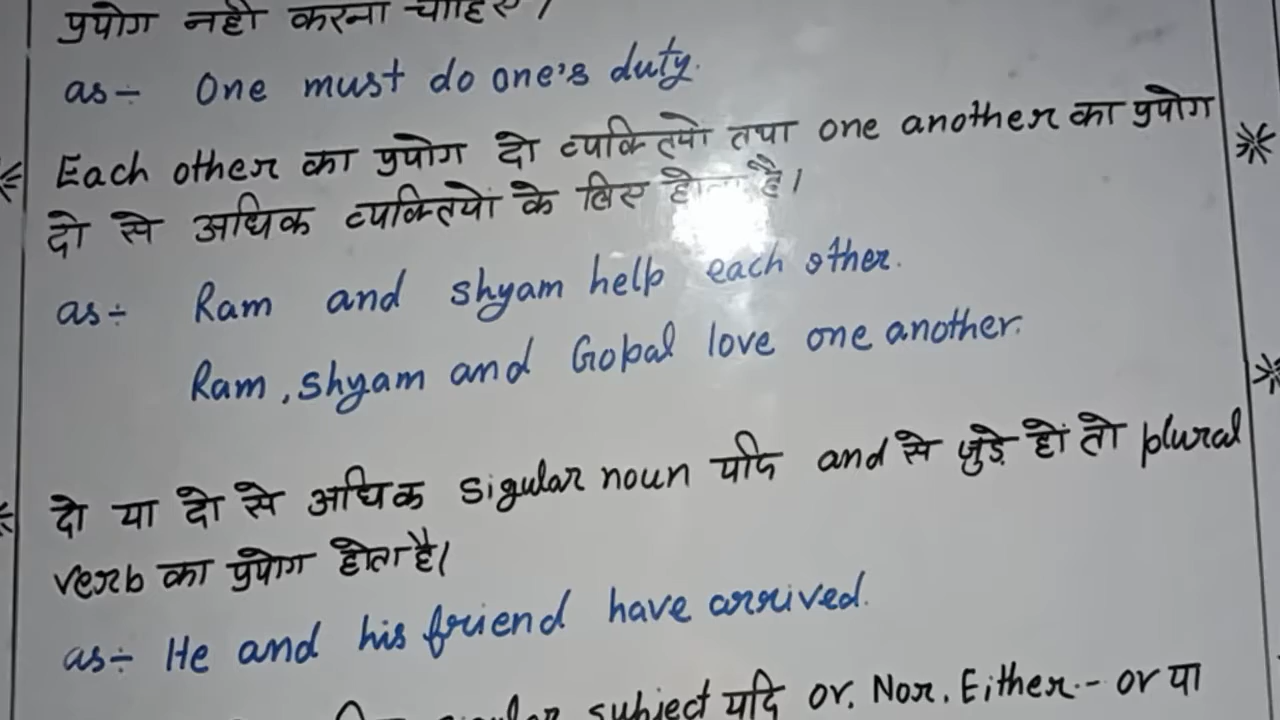 प्रयोग नही करना चाहिए।
as÷ One must do one's duty.
Each other का प्रयोग दो व्यक्तियो तथा one another का प्रयोग
दो से अधिक व्यक्तियों के लिए होता है।
as÷ Ram and shyam help each other.
Ram, shyam and Gopal love one another.
दो या दो से अधिक sigular noun यदि and से जुड़े हों तो plural
verb का प्रयोग होता है।
as÷ He and his friend have arrived.
subject यदि or, Nor, Either-- or या